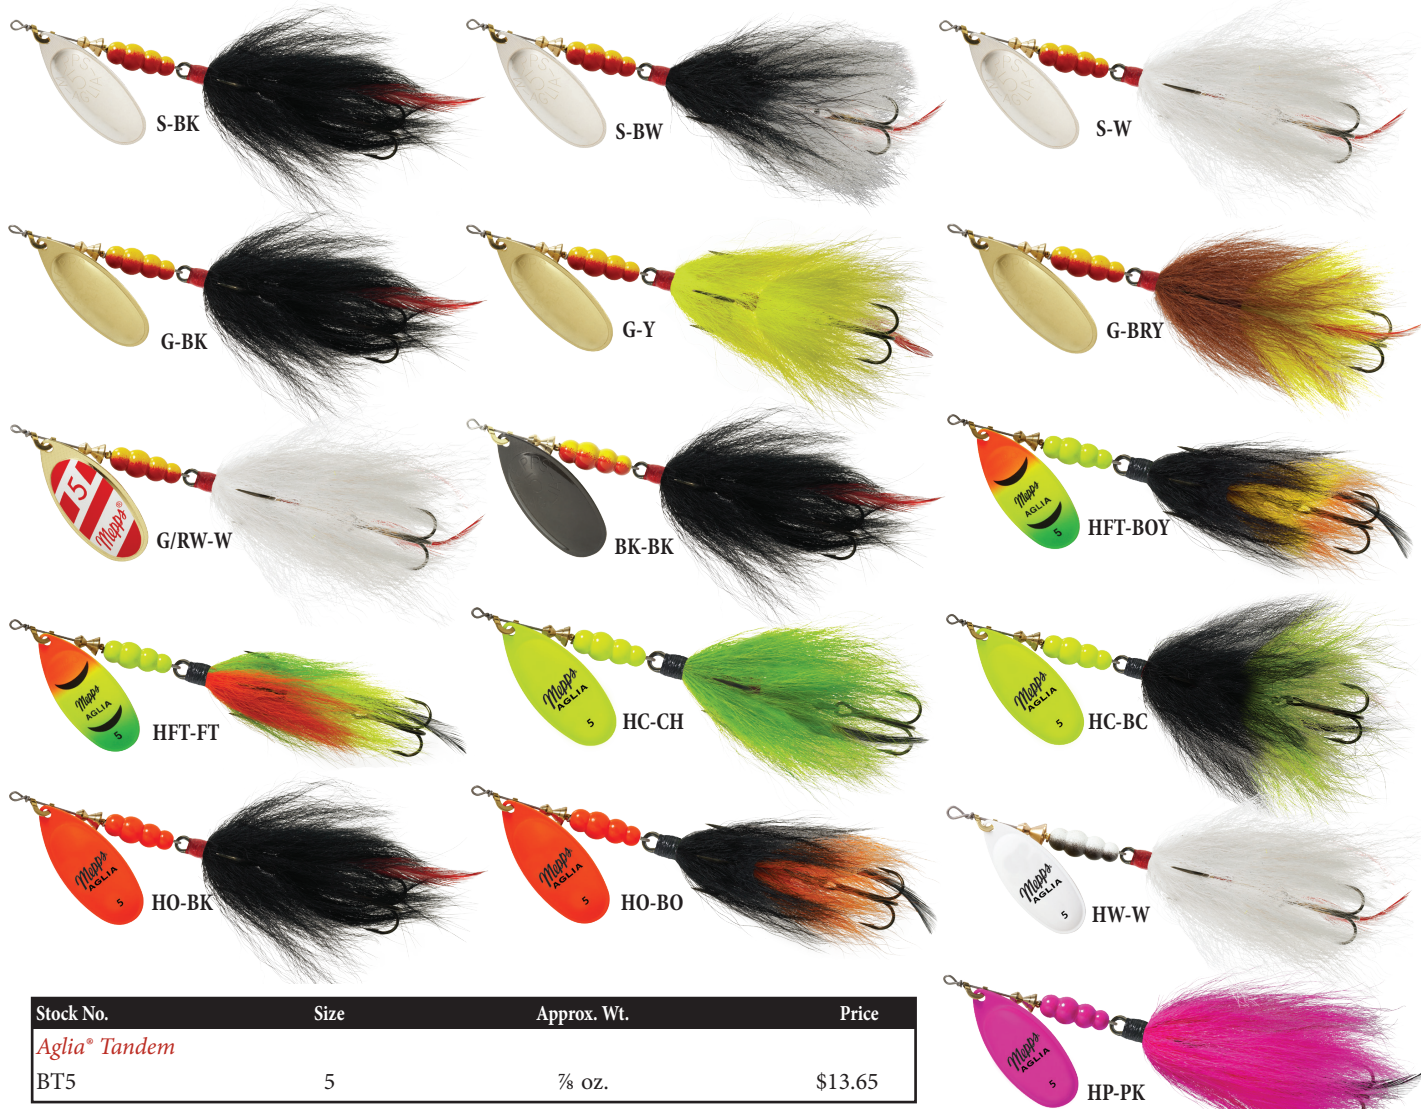 S-BK
S-BW
S-W
G-BK
G-Y
G-BRY
5
Mepps®
G/RW-W
BK-BK
Mepps
AGLIA
5
HFT-BOY
Mepps
AGLIA
5
HFT-FT
Mepps
AGLIA
5
HC-CH
Mepps
AGLIA
5
HC-BC
Mepps
AGLIA
5
HO-BK
Mepps
AGLIA
5
HO-BO
Mepps
AGLIA
5
HW-W
Mepps
AGLIA
5
HP-PK
Stock No. Size Approx. Wt. Price
Aglia® Tandem
BT5 5 ⅞ oz. $13.65